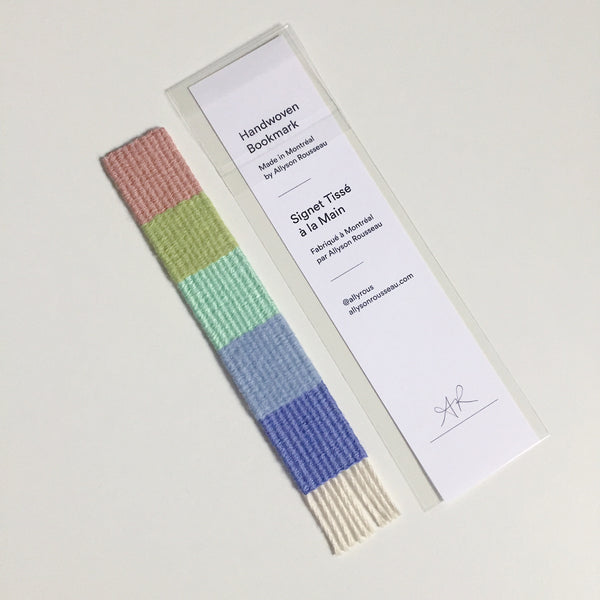 Handwoven
Bookmark
Made in Montréal
by Allyson Rousseau
Signet Tissé
à la Main
Fabriqué à Montréal
par Allyson Rousseau
@allyrous
allysonrousseau.com
AR